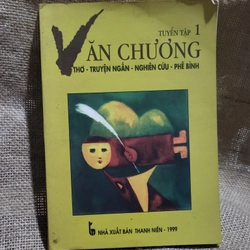 TUYỂN TẬP 1
VĂN CHƯƠNG
THƠ - TRUYỆN NGẮN - NGHIÊN CỨU - PHÊ BÌNH
NHÀ XUẤT BẢN THANH NIÊN - 1999